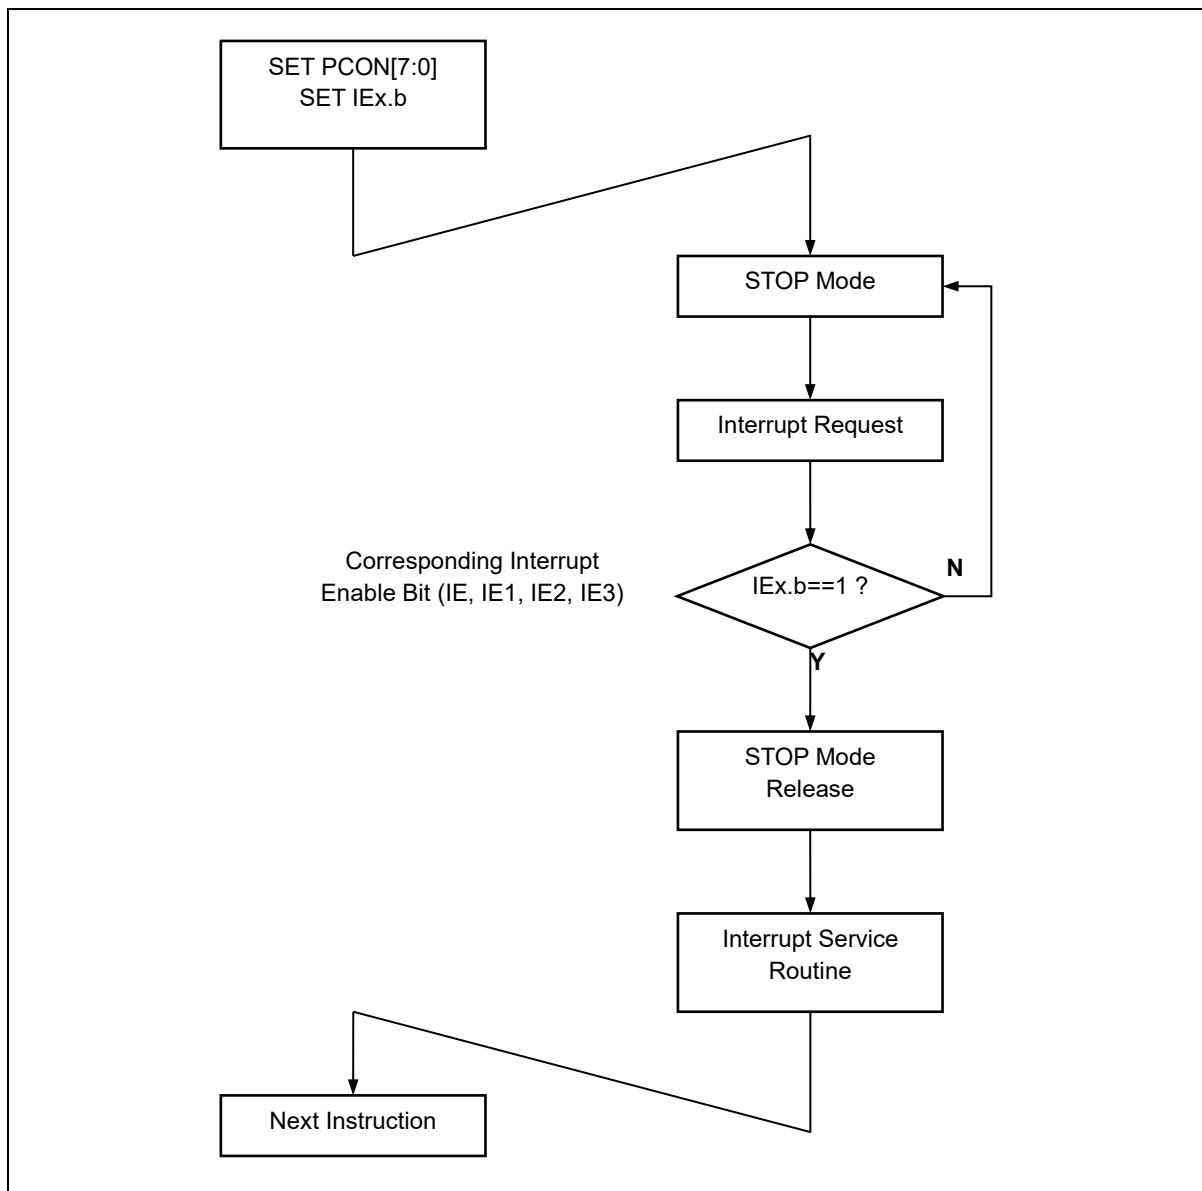 SET PCON[7:0]
SET IEx.b
STOP Mode
Interrupt Request
Corresponding Interrupt
Enable Bit (IE, IE1, IE2, IE3)
IEx.b==1 ?
N
Y
STOP Mode
Release
Interrupt Service
Routine
Next Instruction